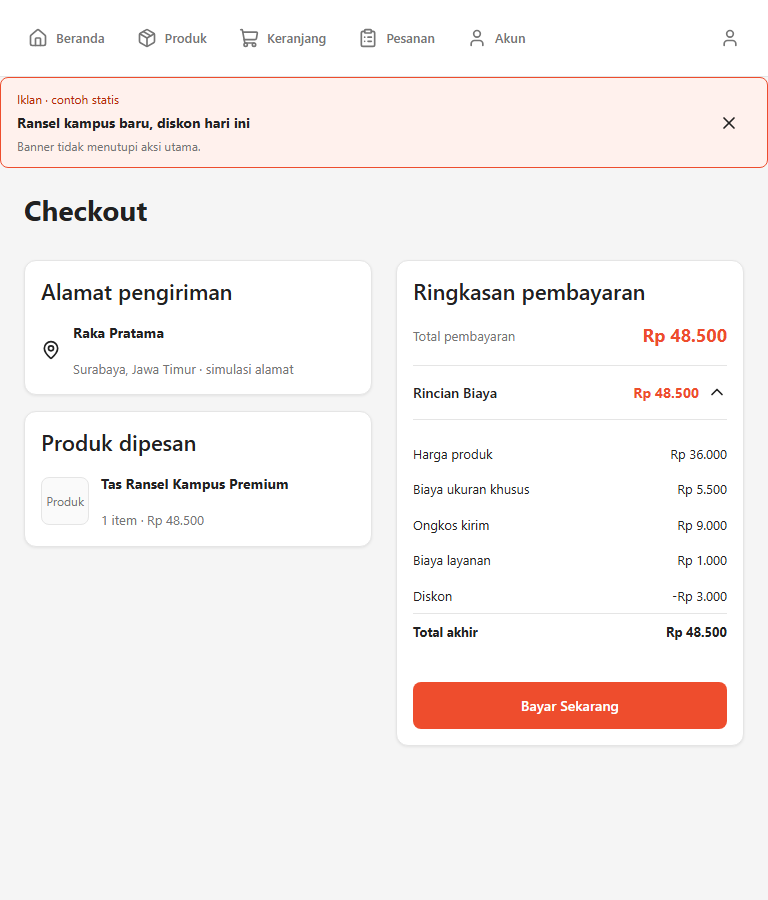 Beranda Produk Keranjang Pesanan Akun
Iklan · contoh statis
Ransel kampus baru, diskon hari ini
Banner tidak menutupi aksi utama.
Checkout
Alamat pengiriman
Raka Pratama
Surabaya, Jawa Timur · simulasi alamat
Produk dipesan
Produk
Tas Ransel Kampus Premium
1 item · Rp 48.500
Ringkasan pembayaran
Total pembayaran Rp 48.500
Rincian Biaya Rp 48.500
Harga produk Rp 36.000
Biaya ukuran khusus Rp 5.500
Ongkos kirim Rp 9.000
Biaya layanan Rp 1.000
Diskon -Rp 3.000
Total akhir Rp 48.500
Bayar Sekarang